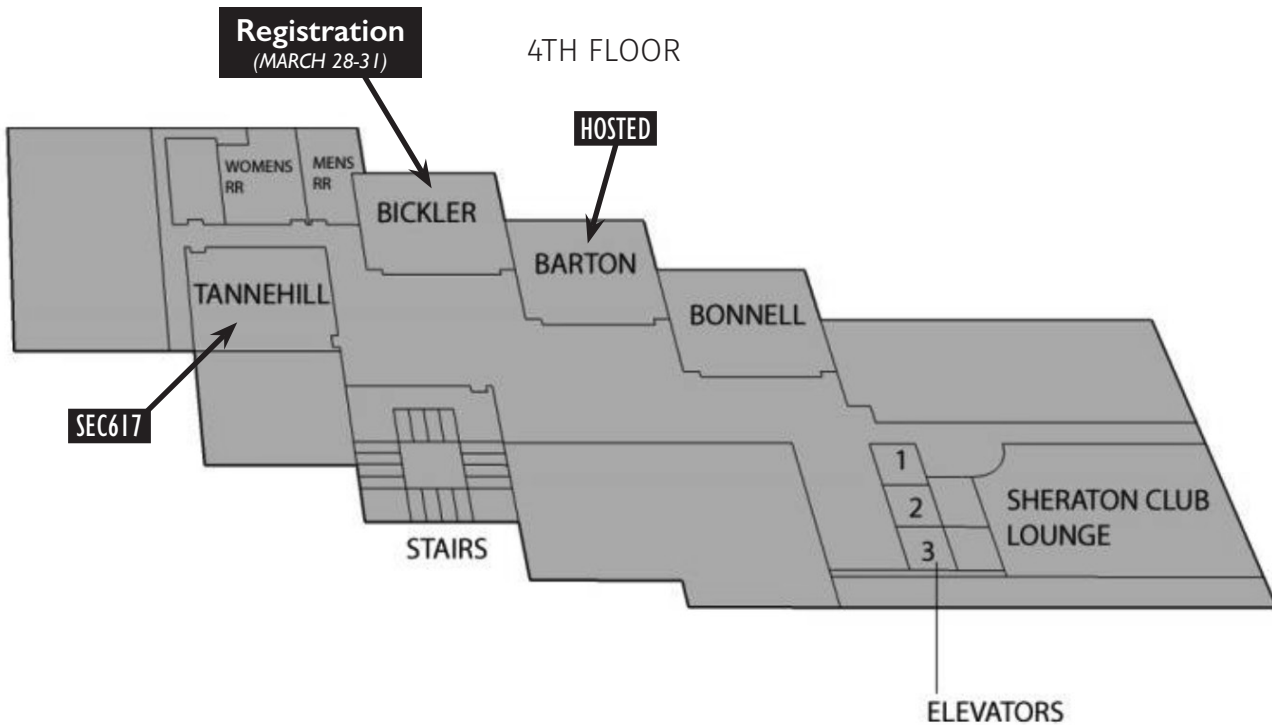 Registration
(MARCH 28-31)
4TH FLOOR
HOSTED
WOMENS
RR
MENS
RR
BICKLER
BARTON
TANNEHILL
BONNELL
SEC617
1
2
3
SHERATON CLUB
LOUNGE
STAIRS
ELEVATORS